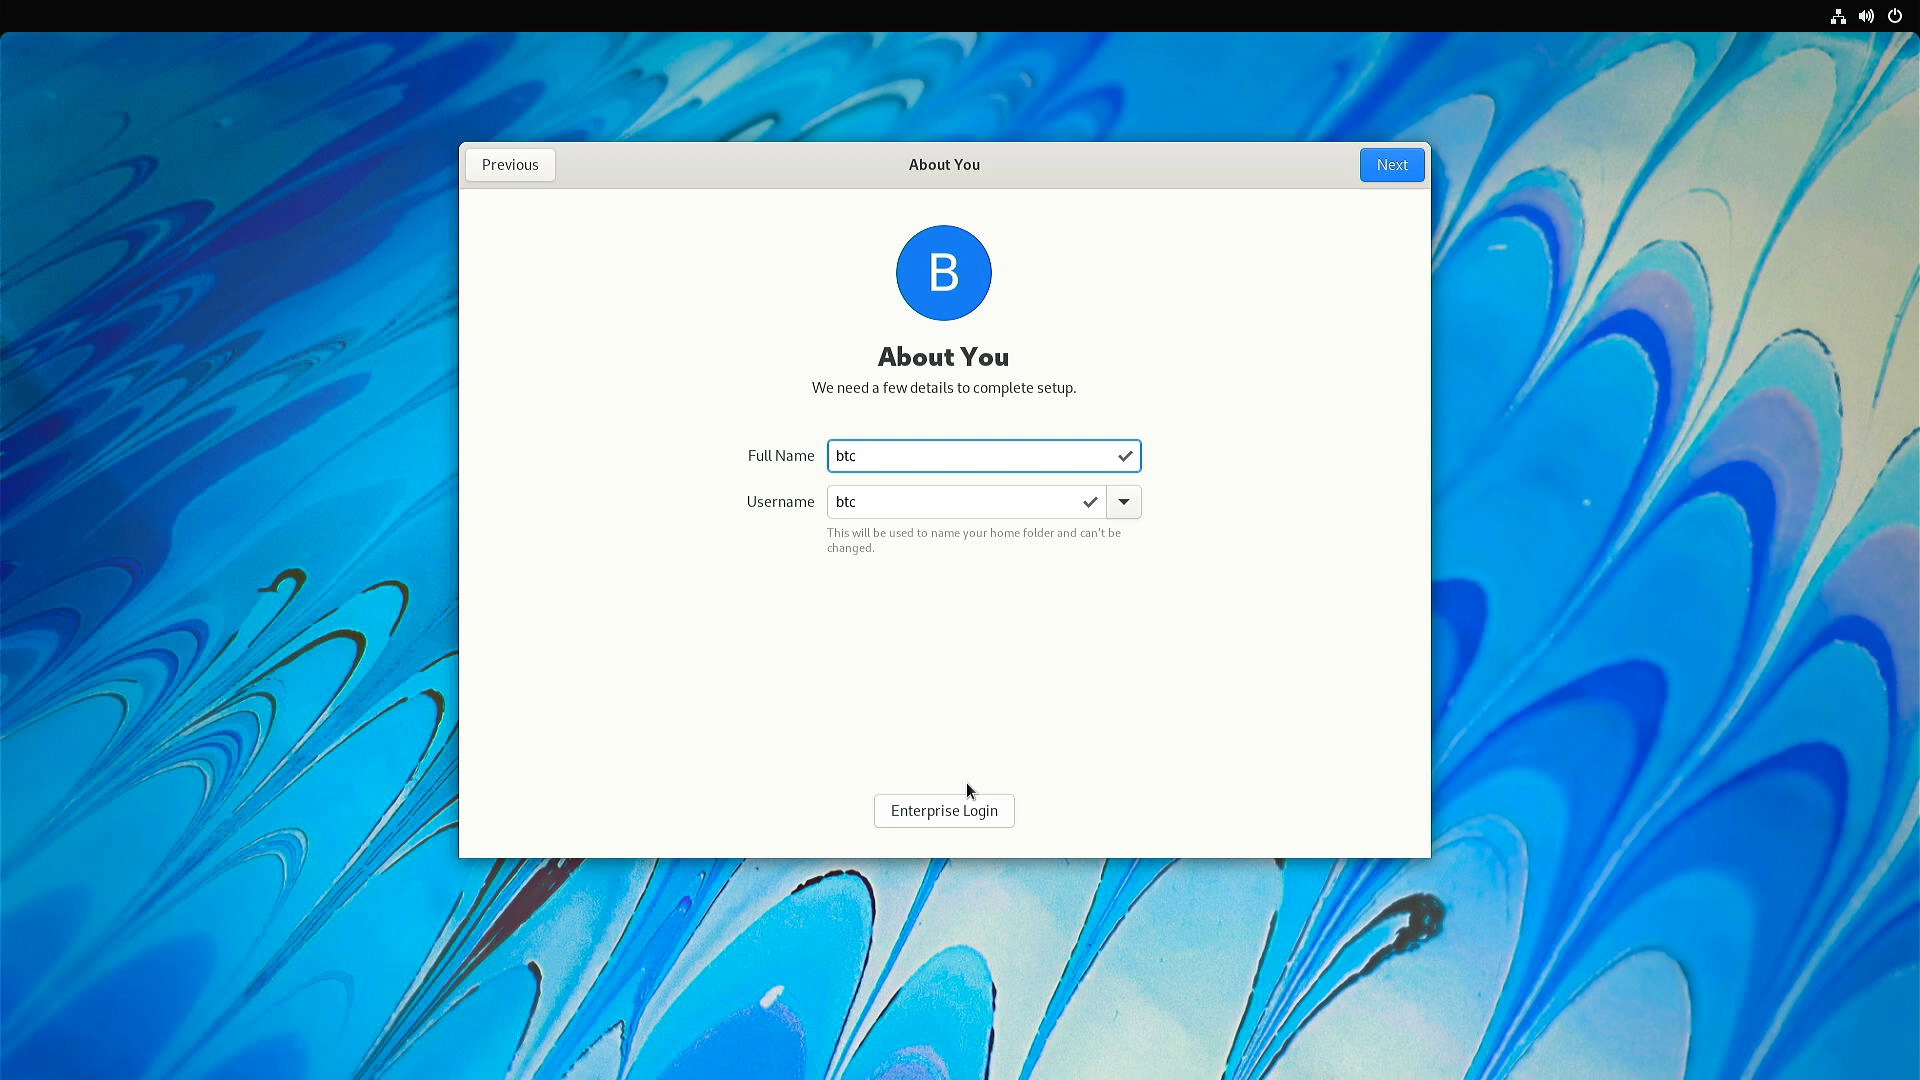 Previous
About You
Next
B
About You
We need a few details to complete setup.
Full Name btc
Username btc
This will be used to name your home folder and can't be
changed.
Enterprise Login